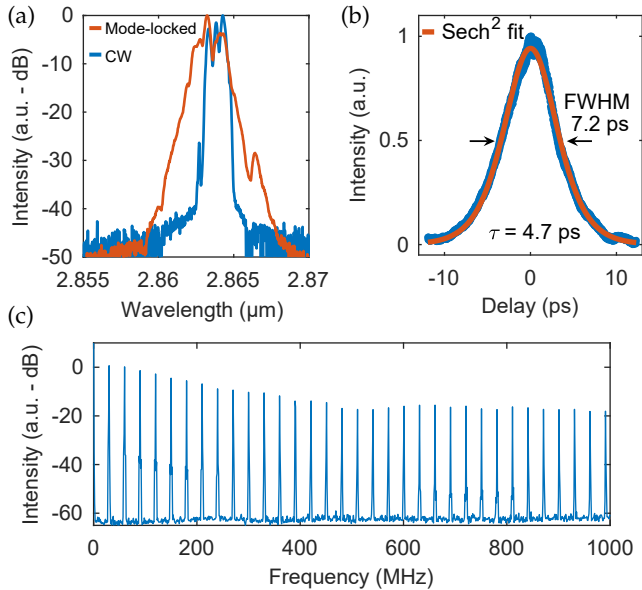 (a)
0
-10
-20
-30
-40
-50
Intensity (a.u. - dB)
Mode-locked
CW
2.855
2.86
2.865
2.87
Wavelength (µm)
(b)
Sech² fit
1
0.5
0
Intensity (a.u.)
FWHM
7.2 ps
τ = 4.7 ps
-10
0
10
Delay (ps)
(c)
0
-20
-40
-60
Intensity (a.u. - dB)
0
200
400
600
800
1000
Frequency (MHz)